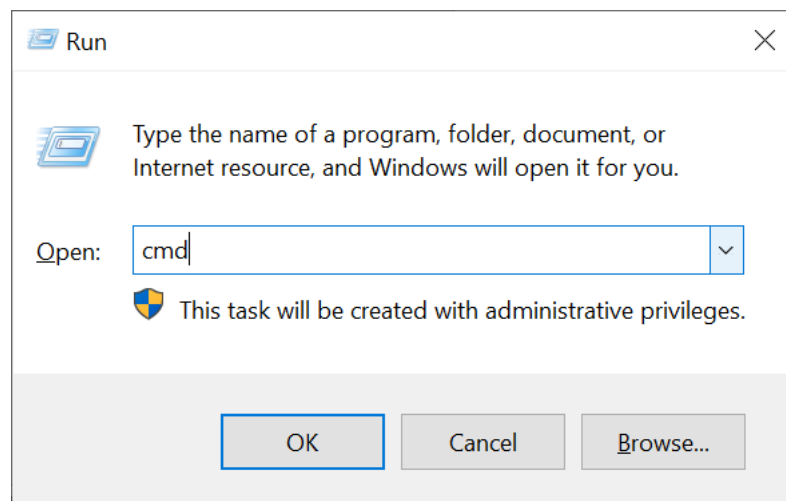 Run
Type the name of a program, folder, document, or
Internet resource, and Windows will open it for you.
Open: cmd
This task will be created with administrative privileges.
OK Cancel Browse...